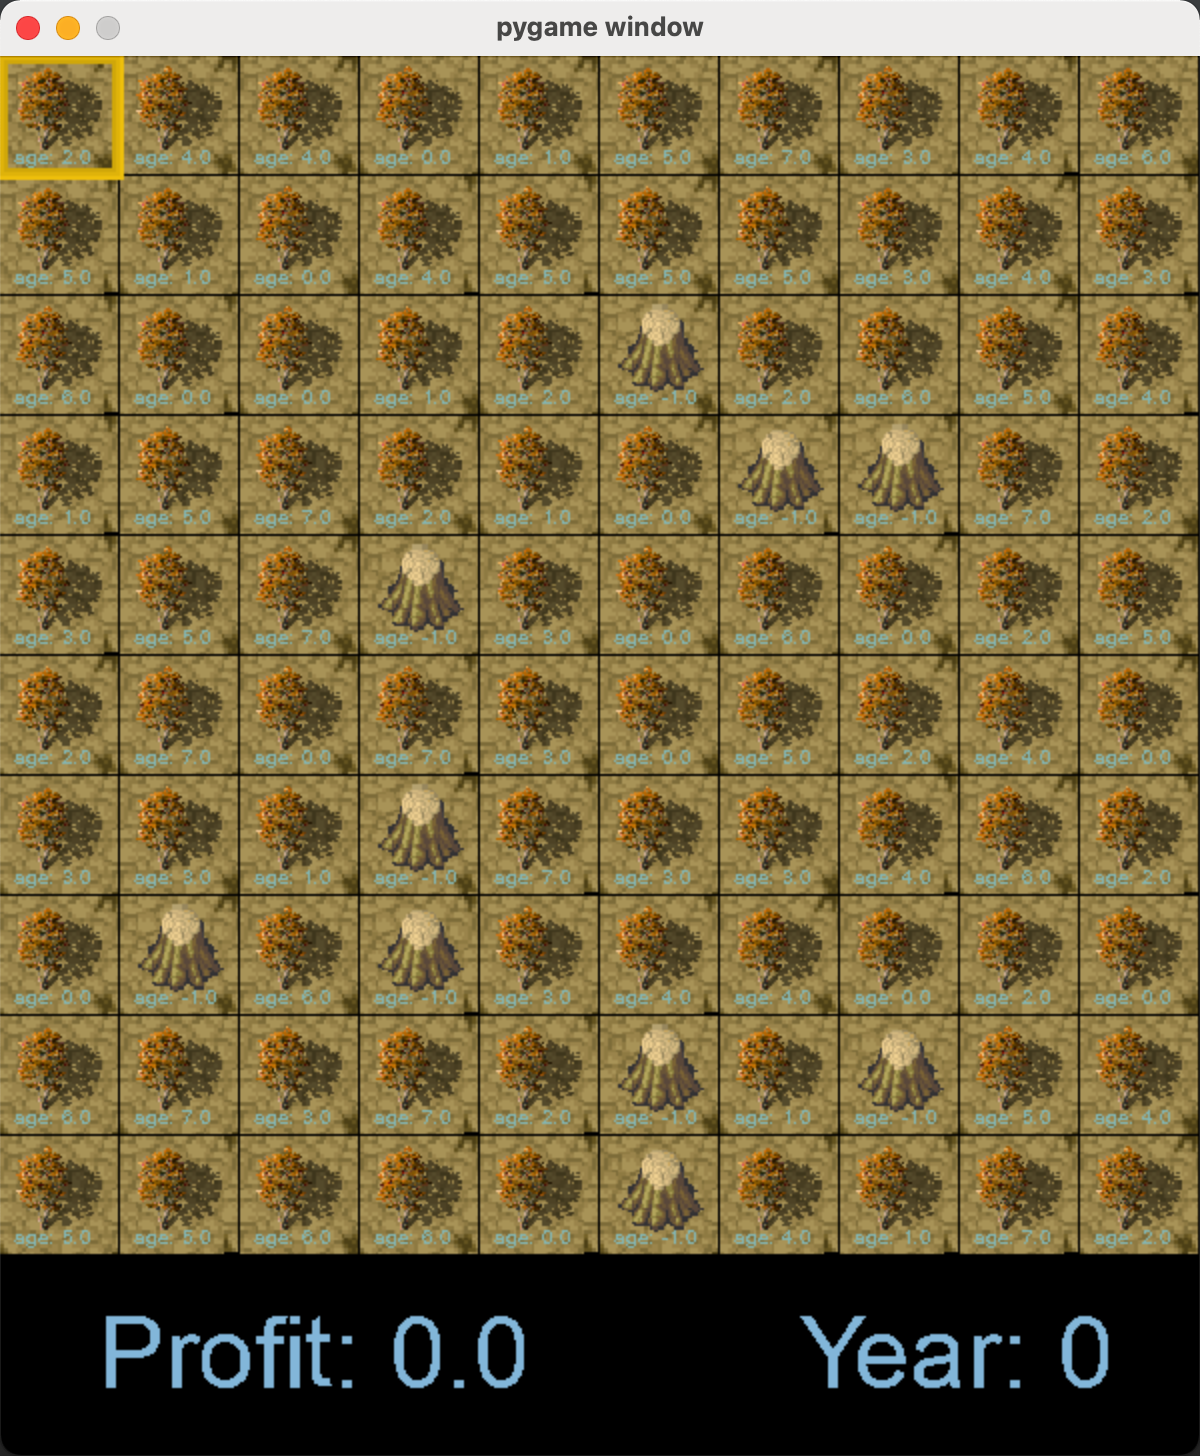 pygame window
age: 2.0 age: 4.0 age: 4.0 age: 0.0 age: 1.0 age: 5.0 age: 7.0 age: 3.0 age: 4.0 age: 6.0
age: 5.0 age: 1.0 age: 0.0 age: 4.0 age: 5.0 age: 5.0 age: 5.0 age: 3.0 age: 4.0 age: 3.0
age: 6.0 age: 0.0 age: 0.0 age: 1.0 age: 2.0 age: -1.0 age: 2.0 age: 6.0 age: 5.0 age: 4.0
age: 1.0 age: 5.0 age: 7.0 age: 2.0 age: 1.0 age: 0.0 age: -1.0 age: -1.0 age: 7.0 age: 2.0
age: 3.0 age: 5.0 age: 7.0 age: -1.0 age: 3.0 age: 0.0 age: 6.0 age: 0.0 age: 2.0 age: 5.0
age: 2.0 age: 7.0 age: 0.0 age: 7.0 age: 3.0 age: 0.0 age: 5.0 age: 2.0 age: 4.0 age: 0.0
age: 3.0 age: 3.0 age: 1.0 age: -1.0 age: 7.0 age: 3.0 age: 3.0 age: 4.0 age: 6.0 age: 2.0
age: 0.0 age: -1.0 age: 6.0 age: -1.0 age: 3.0 age: 4.0 age: 4.0 age: 0.0 age: 2.0 age: 0.0
age: 6.0 age: 7.0 age: 3.0 age: 7.0 age: 2.0 age: -1.0 age: 1.0 age: -1.0 age: 5.0 age: 4.0
age: 5.0 age: 5.0 age: 6.0 age: 6.0 age: 0.0 age: -1.0 age: 4.0 age: 1.0 age: 7.0 age: 2.0
Profit: 0.0 Year: 0